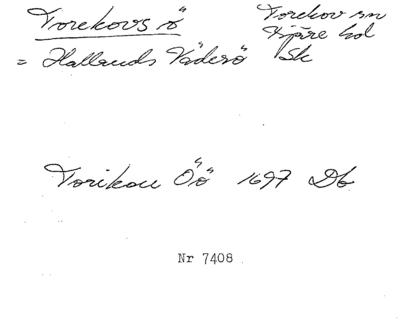 Torekovs ö
Torekov sn
Bjäre hd
= Hallands Väderö Sk
Torikou Öö 1697 Db
Nr 7408